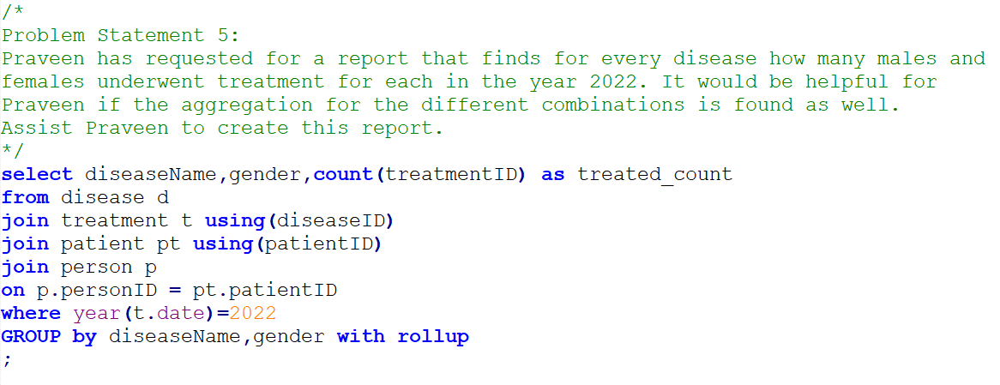 /*
Problem Statement 5:
Praveen has requested for a report that finds for every disease how many males and
females underwent treatment for each in the year 2022. It would be helpful for
Praveen if the aggregation for the different combinations is found as well.
Assist Praveen to create this report.
*/
select diseaseName,gender,count(treatmentID) as treated_count
from disease d
join treatment t using(diseaseID)
join patient pt using(patientID)
join person p
on p.personID = pt.patientID
where year(t.date)=2022
GROUP by diseaseName,gender with rollup
;